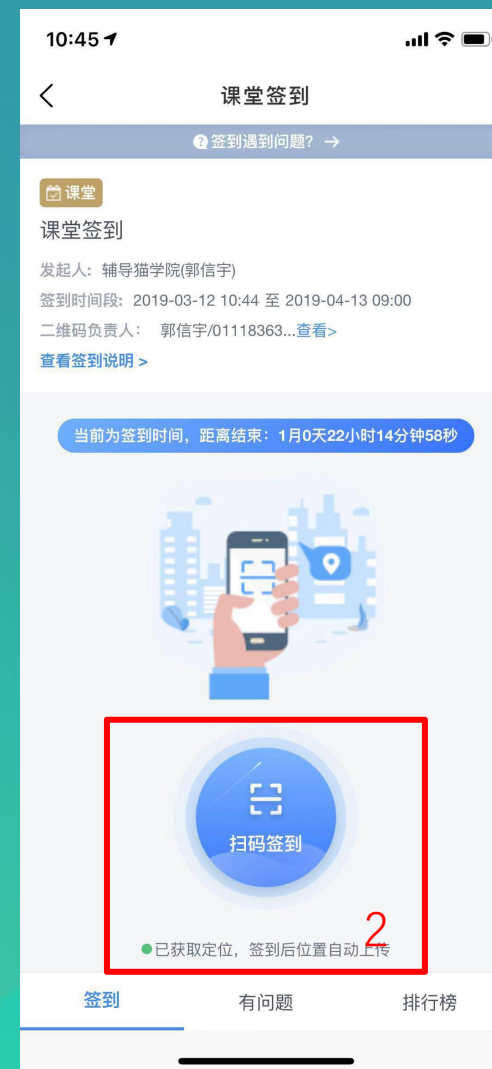 10:45
课堂签到
签到遇到问题? →
课堂
课堂签到
发起人: 辅导猫学院(郭信宇)
签到时间段: 2019-03-12 10:44 至 2019-04-13 09:00
二维码负责人: 郭信宇/01118363...查看>
查看签到说明 >
当前为签到时间, 距离结束: 1月0天22小时14分钟58秒
扫码签到
2
已获取定位, 签到后位置自动上传
签到 有问题 排行榜